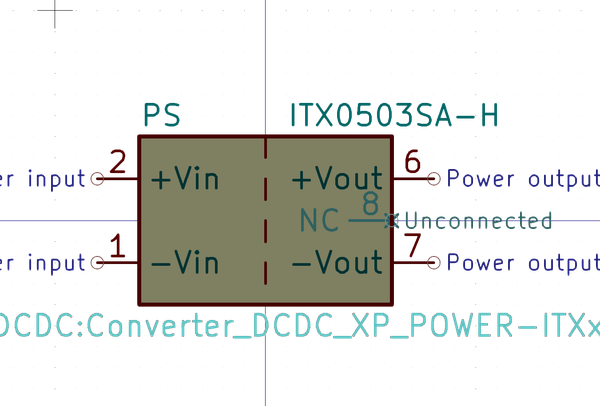 PS ITX0503SA-H
er input 2 +Vin +Vout 6 Power output
NC 8 Unconnected
er input 1 -Vin -Vout 7 Power output
DCDC:Converter_DCDC_XP_POWER-ITXx